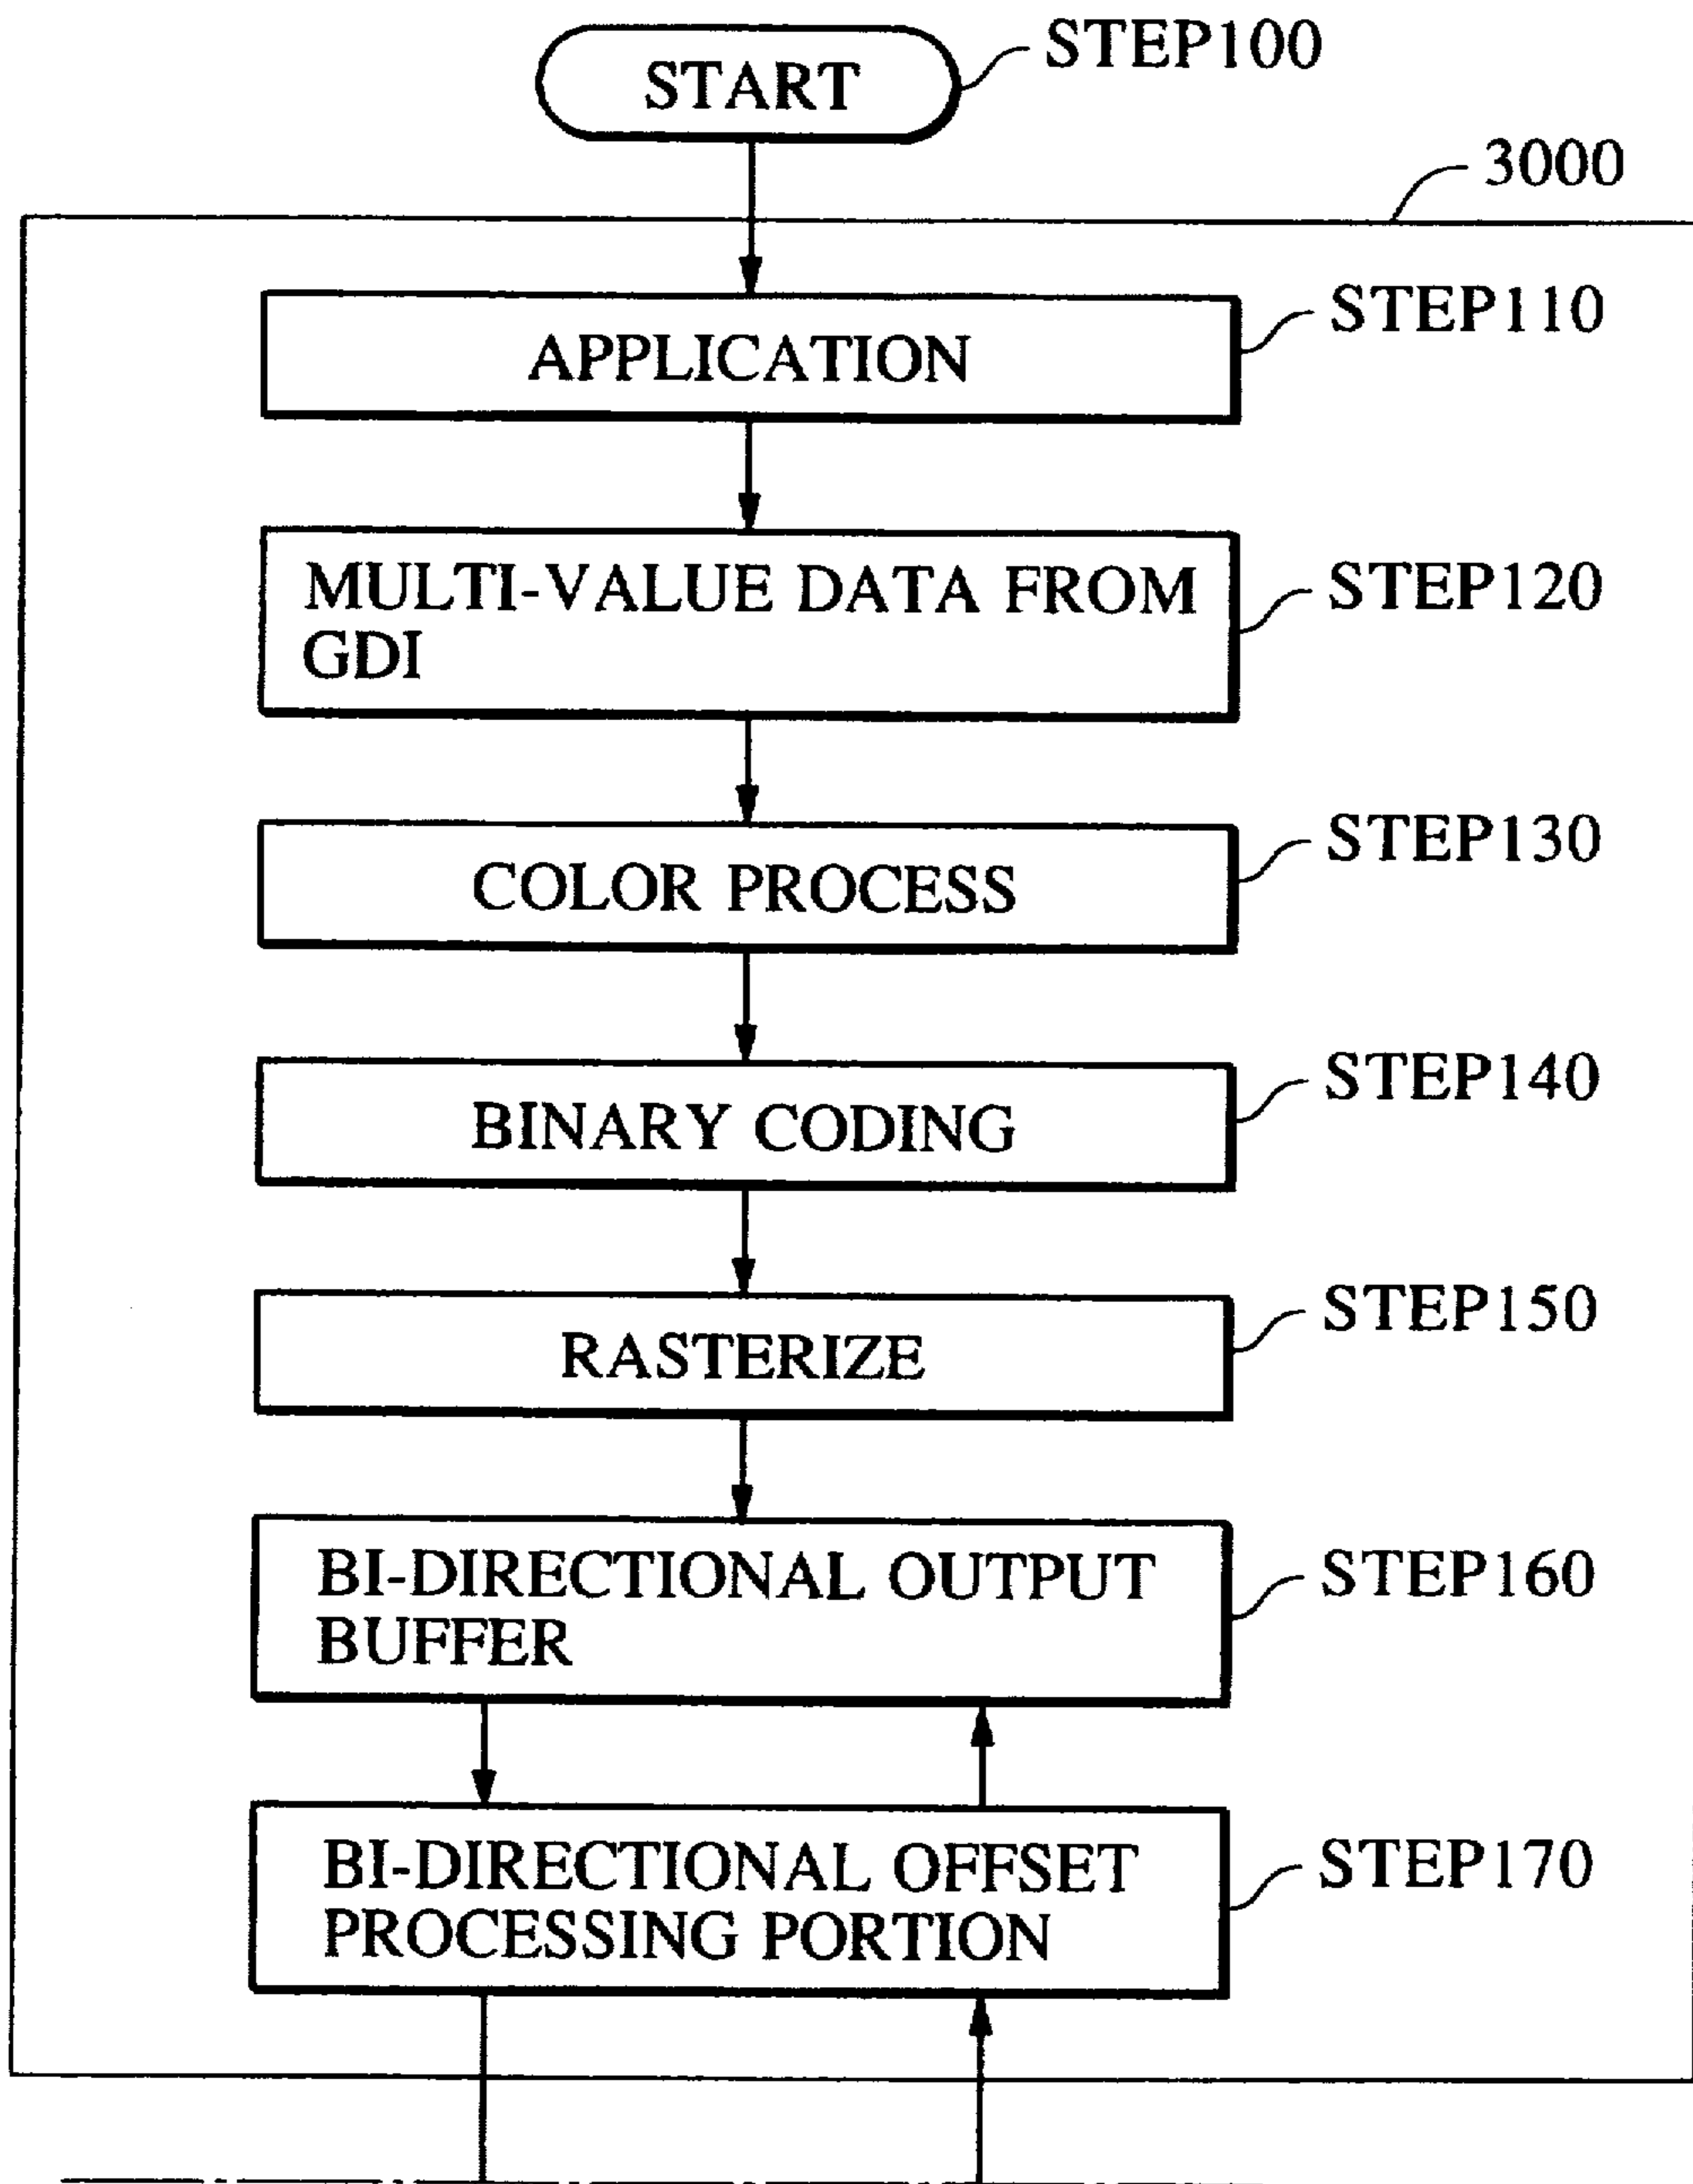 START
STEP100
3000
APPLICATION
STEP110
MULTI-VALUE DATA FROM
GDI
STEP120
COLOR PROCESS
STEP130
BINARY CODING
STEP140
RASTERIZE
STEP150
BI-DIRECTIONAL OUTPUT
BUFFER
STEP160
BI-DIRECTIONAL OFFSET
PROCESSING PORTION
STEP170